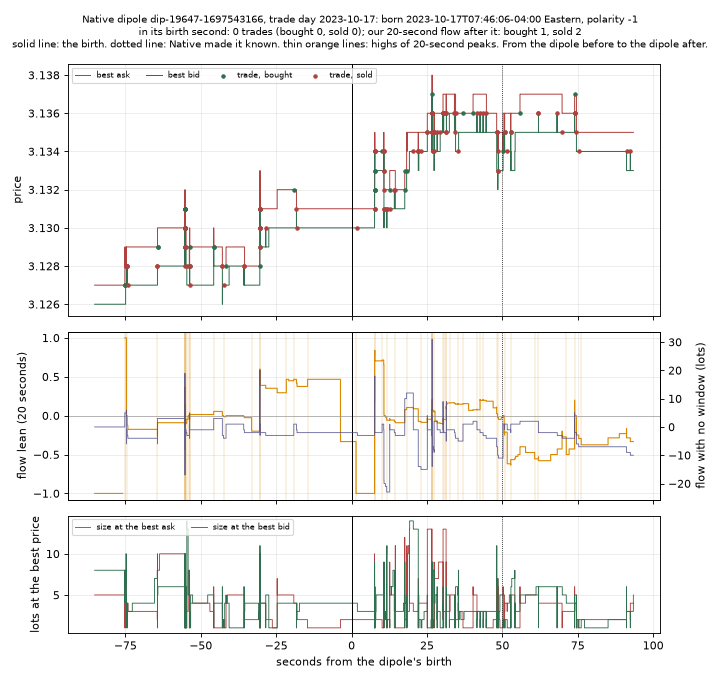 Native dipole dip-19647-1697543166, trade day 2023-10-17: born 2023-10-17T07:46:06-04:00 Eastern, polarity -1
in its birth second: 0 trades (bought 0, sold 0); our 20-second flow after it: bought 1, sold 2
solid line: the birth. dotted line: Native made it known. thin orange lines: highs of 20-second peaks. From the dipole before to the dipole after.
best ask
best bid
trade, bought
trade, sold
3.138
3.136
3.134
3.132
3.130
3.128
3.126
price
1.0
0.5
0.0
−0.5
−1.0
flow lean (20 seconds)
30
20
10
0
−10
−20
flow with no window (lots)
size at the best ask
size at the best bid
10
5
lots at the best price
−75
−50
−25
0
25
50
75
100
seconds from the dipole's birth